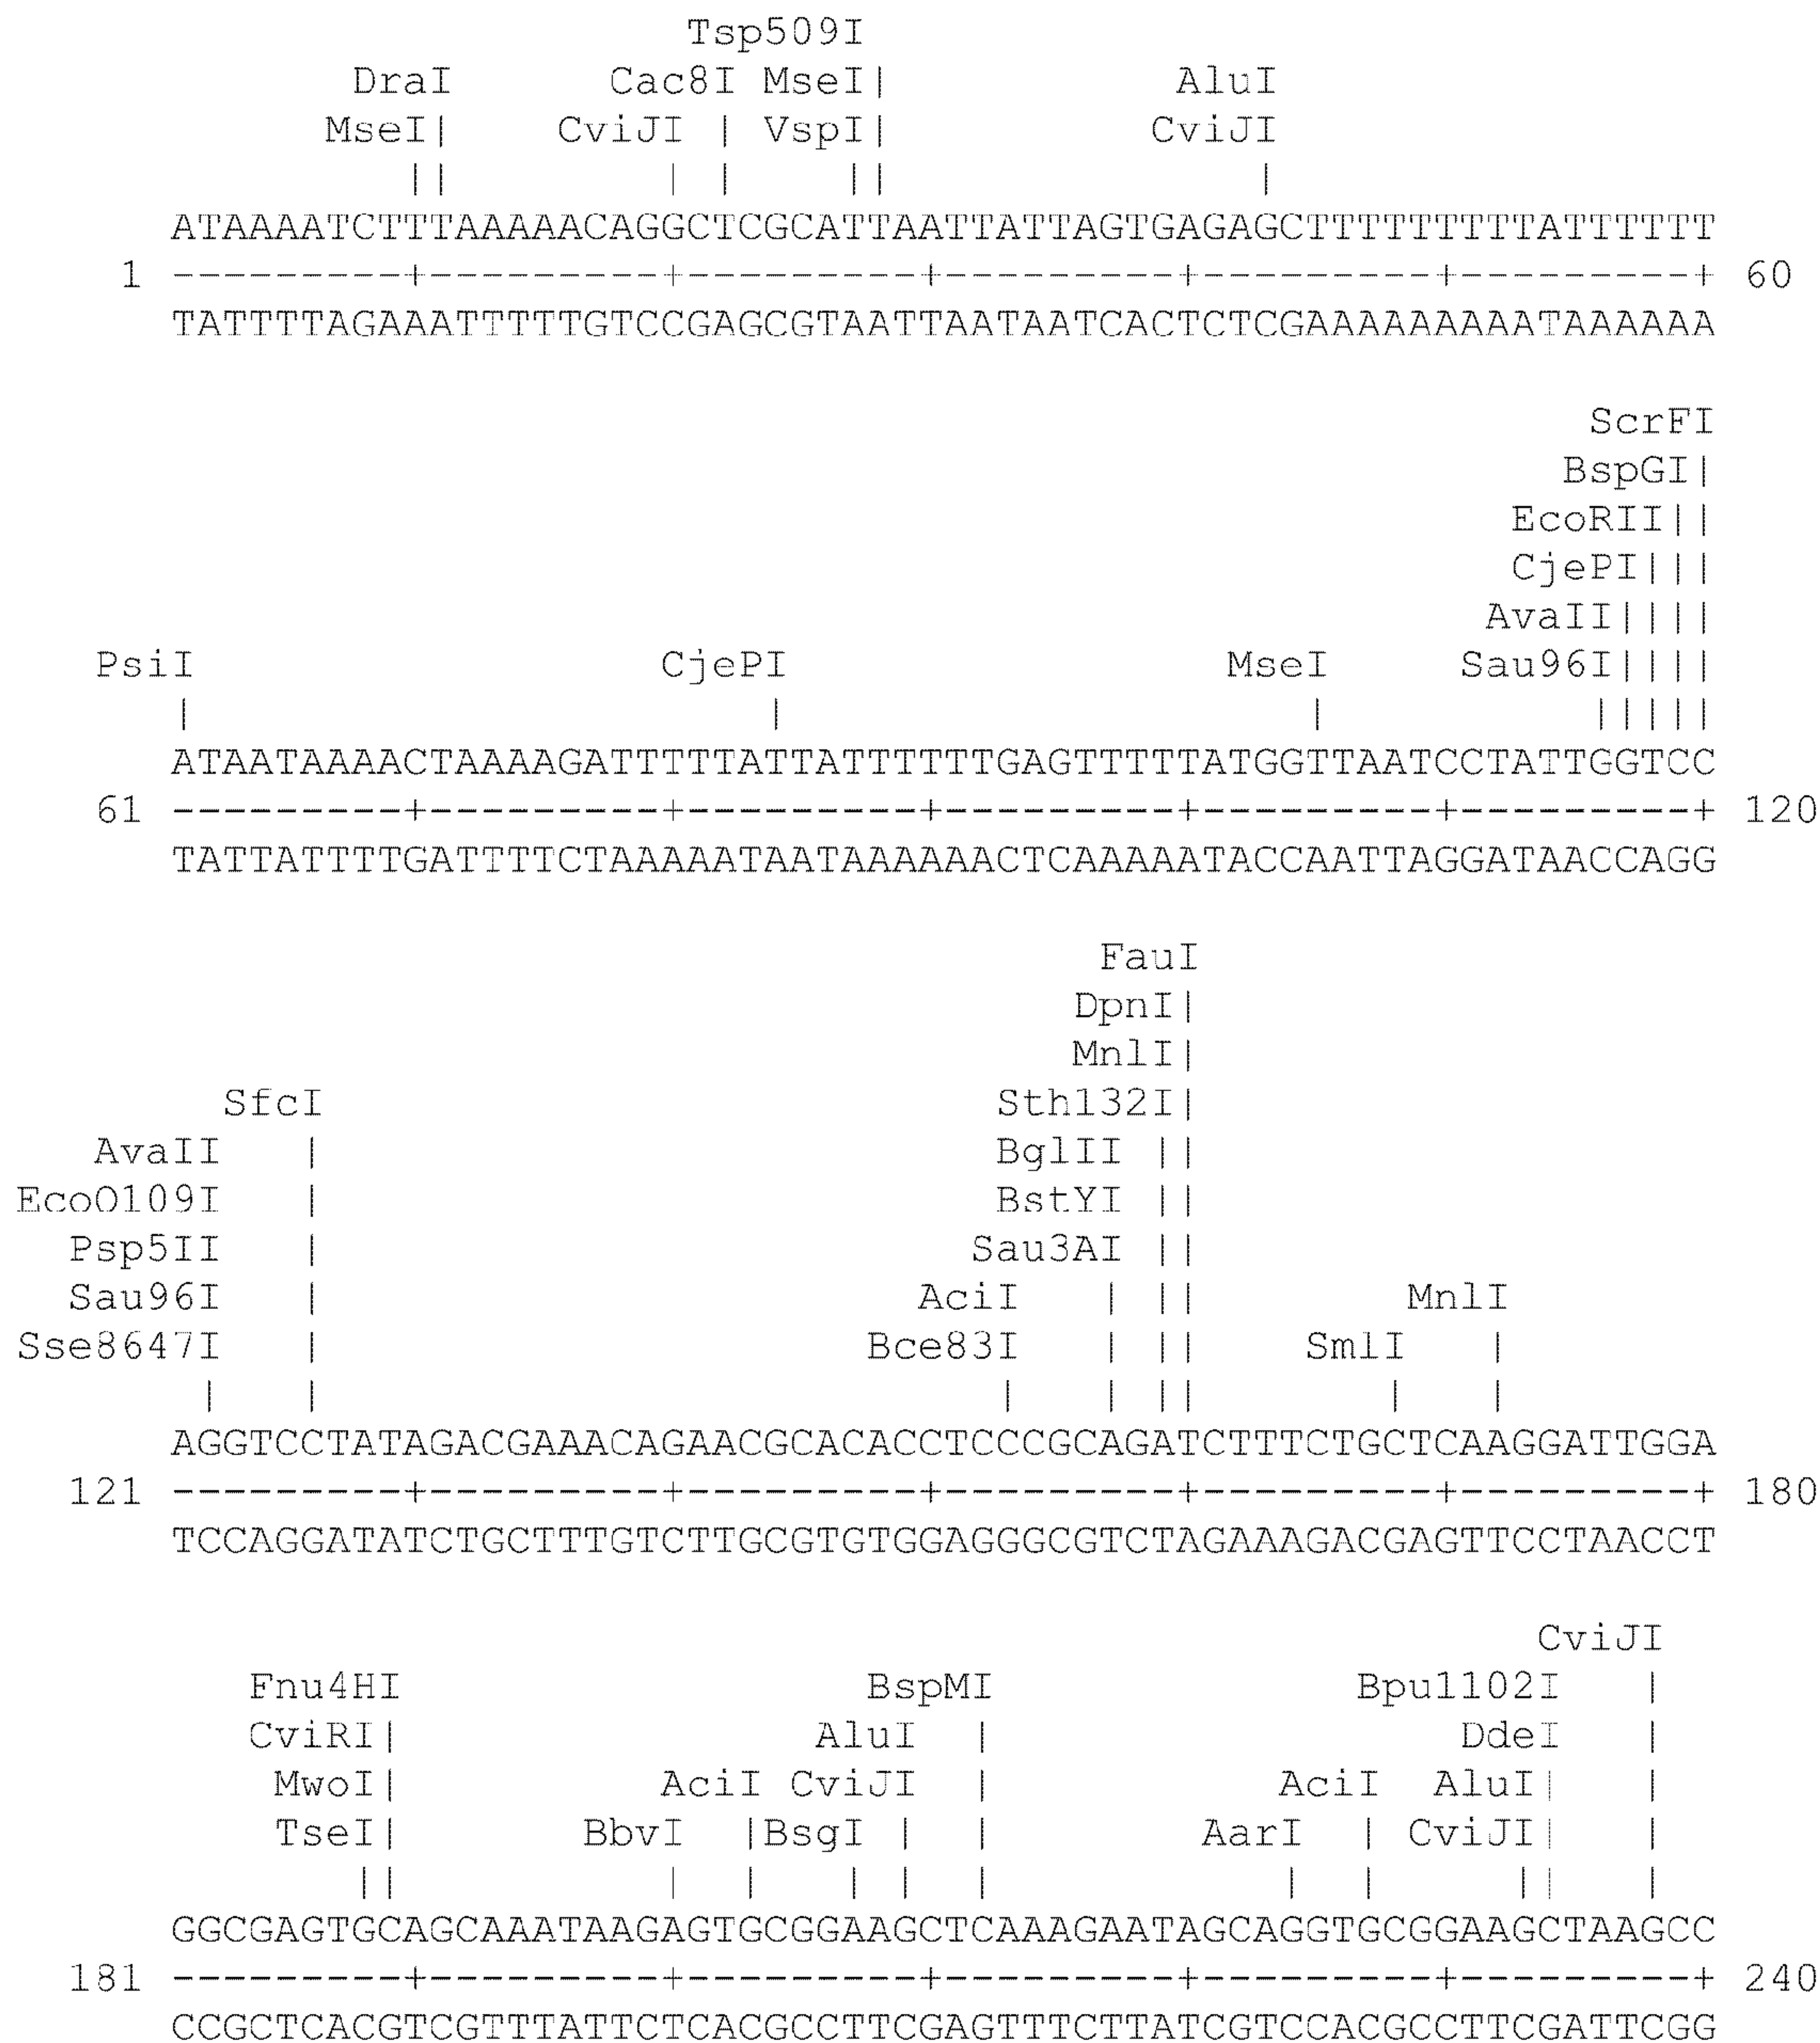 Tsp509I
DraI Cac8I MseI| AluI
MseI| CviJI | VspI| CviJI
|| | | || |
ATAAAATCTTTAAAAACAGGCTCGCATTAATTATTAGTGAGAGCTTTTTTTTTATTTTTT
1 ---------+---------+---------+---------+---------+---------+ 60
TATTTTAGAAATTTTTGTCCGAGCGTAATTAATAATCACTCTCGAAAAAAAAATAAAAAA
ScrFI
BspGI|
EcoRII||
CjePI|||
AvaII||||
PsiI CjePI MseI Sau96I||||
| | | |||||
ATAATAAAACTAAAAGATTTTTATTATTTTTTGAGTTTTTATGGTTAATCCTATTGGTCC
61 ---------+---------+---------+---------+---------+---------+ 120
TATTATTTTGATTTTCTAAAAATAATAAAAAACTCAAAAATACCAATTAGGATAACCAGG
FauI
DpnI|
MnlI|
SfcI Sth132I|
AvaII | BglII ||
EcoO109I | BstYI ||
Psp5II | Sau3AI ||
Sau96I | AciI | || MnlI
Sse8647I | Bce83I | || SmlI |
| | | | || | |
AGGTCCTATAGACGAAACAGAACGCACACCTCCCGCAGATCTTTCTGCTCAAGGATTGGA
121 ---------+---------+---------+---------+---------+---------+ 180
TCCAGGATATCTGCTTTGTCTTGCGTGTGGAGGGCGTCTAGAAAGACGAGTTCCTAACCT
CviJI
Fnu4HI BspMI Bpu1102I |
CviRI| AluI | DdeI |
MwoI| AciI CviJI | AciI AluI| |
TseI| BbvI |BsgI | | AarI | CviJI| |
|| | | | | | | | || |
GGCGAGTGCAGCAAATAAGAGTGCGGAAGCTCAAAGAATAGCAGGTGCGGAAGCTAAGCC
181 ---------+---------+---------+---------+---------+---------+ 240
CCGCTCACGTCGTTTATTCTCACGCCTTCGAGTTTCTTATCGTCCACGCCTTCGATTCGG